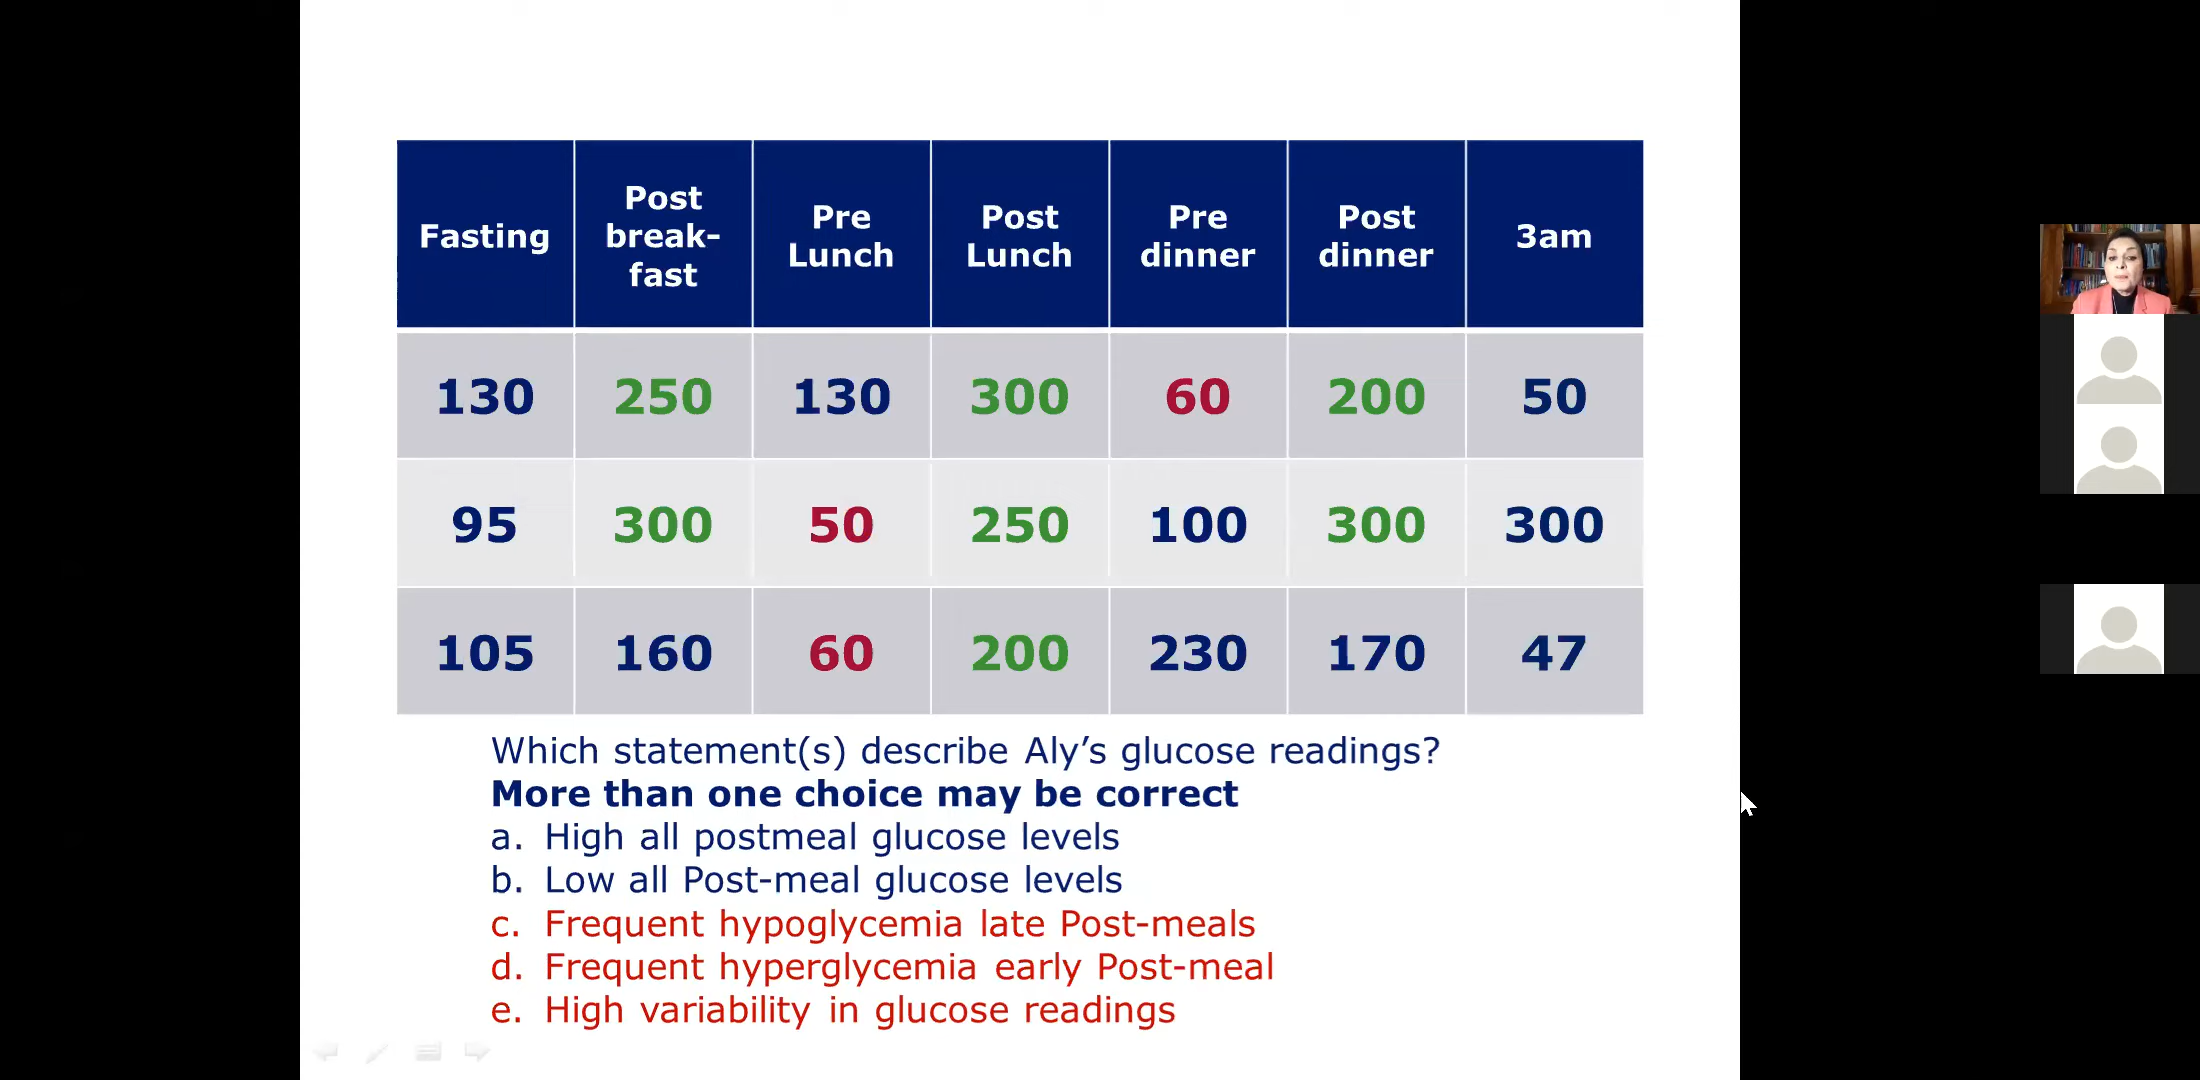 Fasting
Post
break-
fast
Pre
Lunch
Post
Lunch
Pre
dinner
Post
dinner
3am
130 250 130 300 60 200 50
95 300 50 250 100 300 300
105 160 60 200 230 170 47
Which statement(s) describe Aly’s glucose readings?
More than one choice may be correct
a. High all postmeal glucose levels
b. Low all Post-meal glucose levels
c. Frequent hypoglycemia late Post-meals
d. Frequent hyperglycemia early Post-meal
e. High variability in glucose readings